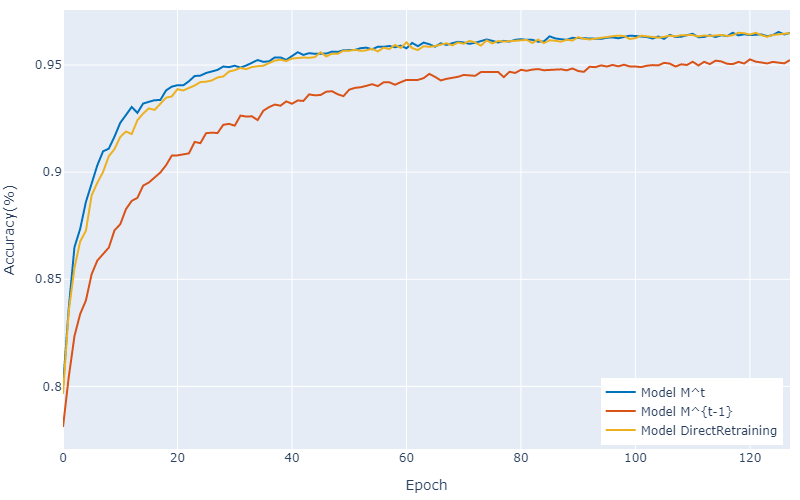 Accuracy(%)
0.95
0.9
0.85
0.8
0
20
40
60
80
100
120
Epoch
Model M^t
Model M^{t-1}
Model DirectRetraining